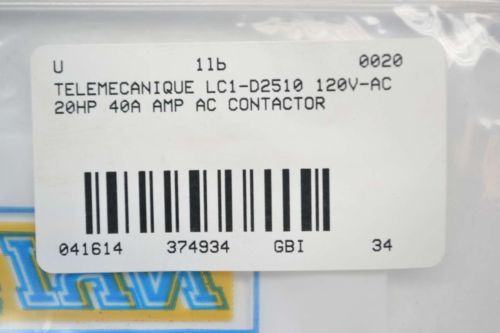 U 11b 0020
TELEMECANIQUE LC1-D2510 120V-AC
20HP 40A AMP AC CONTACTOR
041614 374934 GBI 34